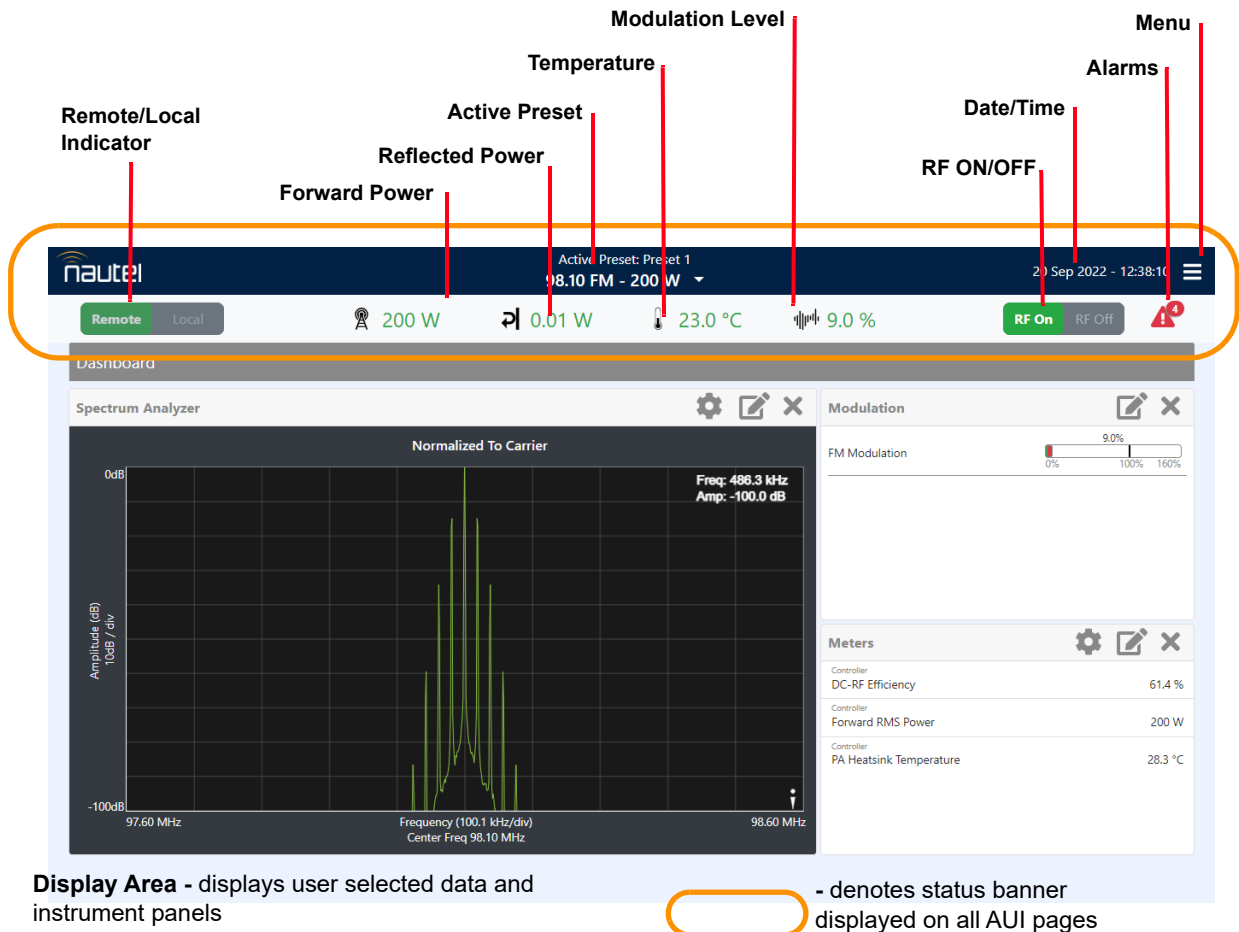 Modulation Level
Menu
Temperature
Alarms
Remote/Local
Indicator
Active Preset
Date/Time
Reflected Power
RF ON/OFF
Forward Power
nautel
Active Preset: Preset 1
98.10 FM - 200 W
20 Sep 2022 - 12:38:10
Remote Local
200 W
0.01 W
23.0 °C
9.0 %
RF On RF Off
4
Dashboard
Spectrum Analyzer
Normalized To Carrier
0dB
Freq: 486.3 kHz
Amp: -100.0 dB
Amplitude (dB)
10dB / div
-100dB
97.60 MHz
Frequency (100.1 kHz/div)
98.60 MHz
Center Freq 98.10 MHz
Modulation
9.0%
FM Modulation
0% 100% 160%
Meters
Controller
DC-RF Efficiency 61.4 %
Controller
Forward RMS Power 200 W
Controller
PA Heatsink Temperature 28.3 °C
Display Area - displays user selected data and
instrument panels
- denotes status banner
displayed on all AUI pages